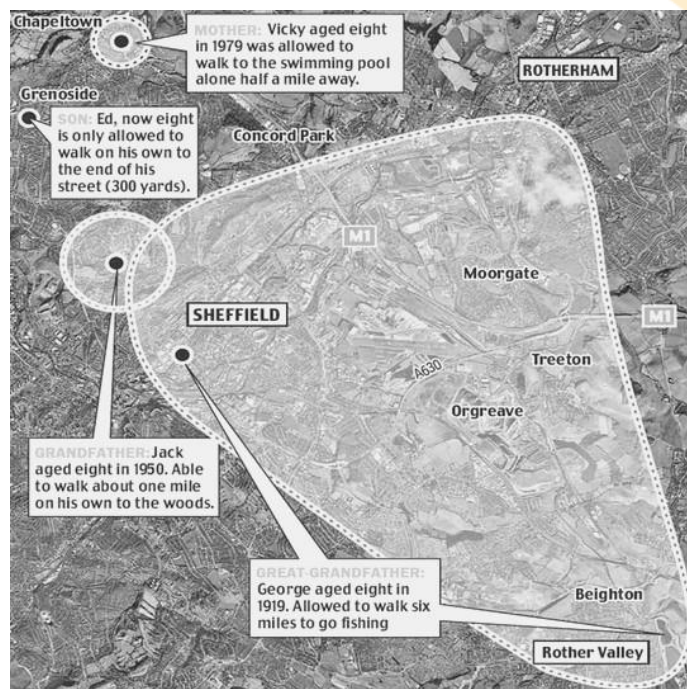 Chapeltown
MOTHER: Vicky aged eight
in 1979 was allowed to
walk to the swimming pool
alone half a mile away.
ROTHERHAM
Grenoside
SON: Ed, now eight
is only allowed to
walk on his own to
the end of his
street (300 yards).
Concord Park
M1
Moorgate
SHEFFIELD
M1
Treeton
A630
Orgreave
GRANDFATHER: Jack
aged eight in 1950. Able
to walk about one mile
on his own to the woods.
GREAT-GRANDFATHER:
George aged eight in
1919. Allowed to walk six
miles to go fishing
Beighton
Rother Valley